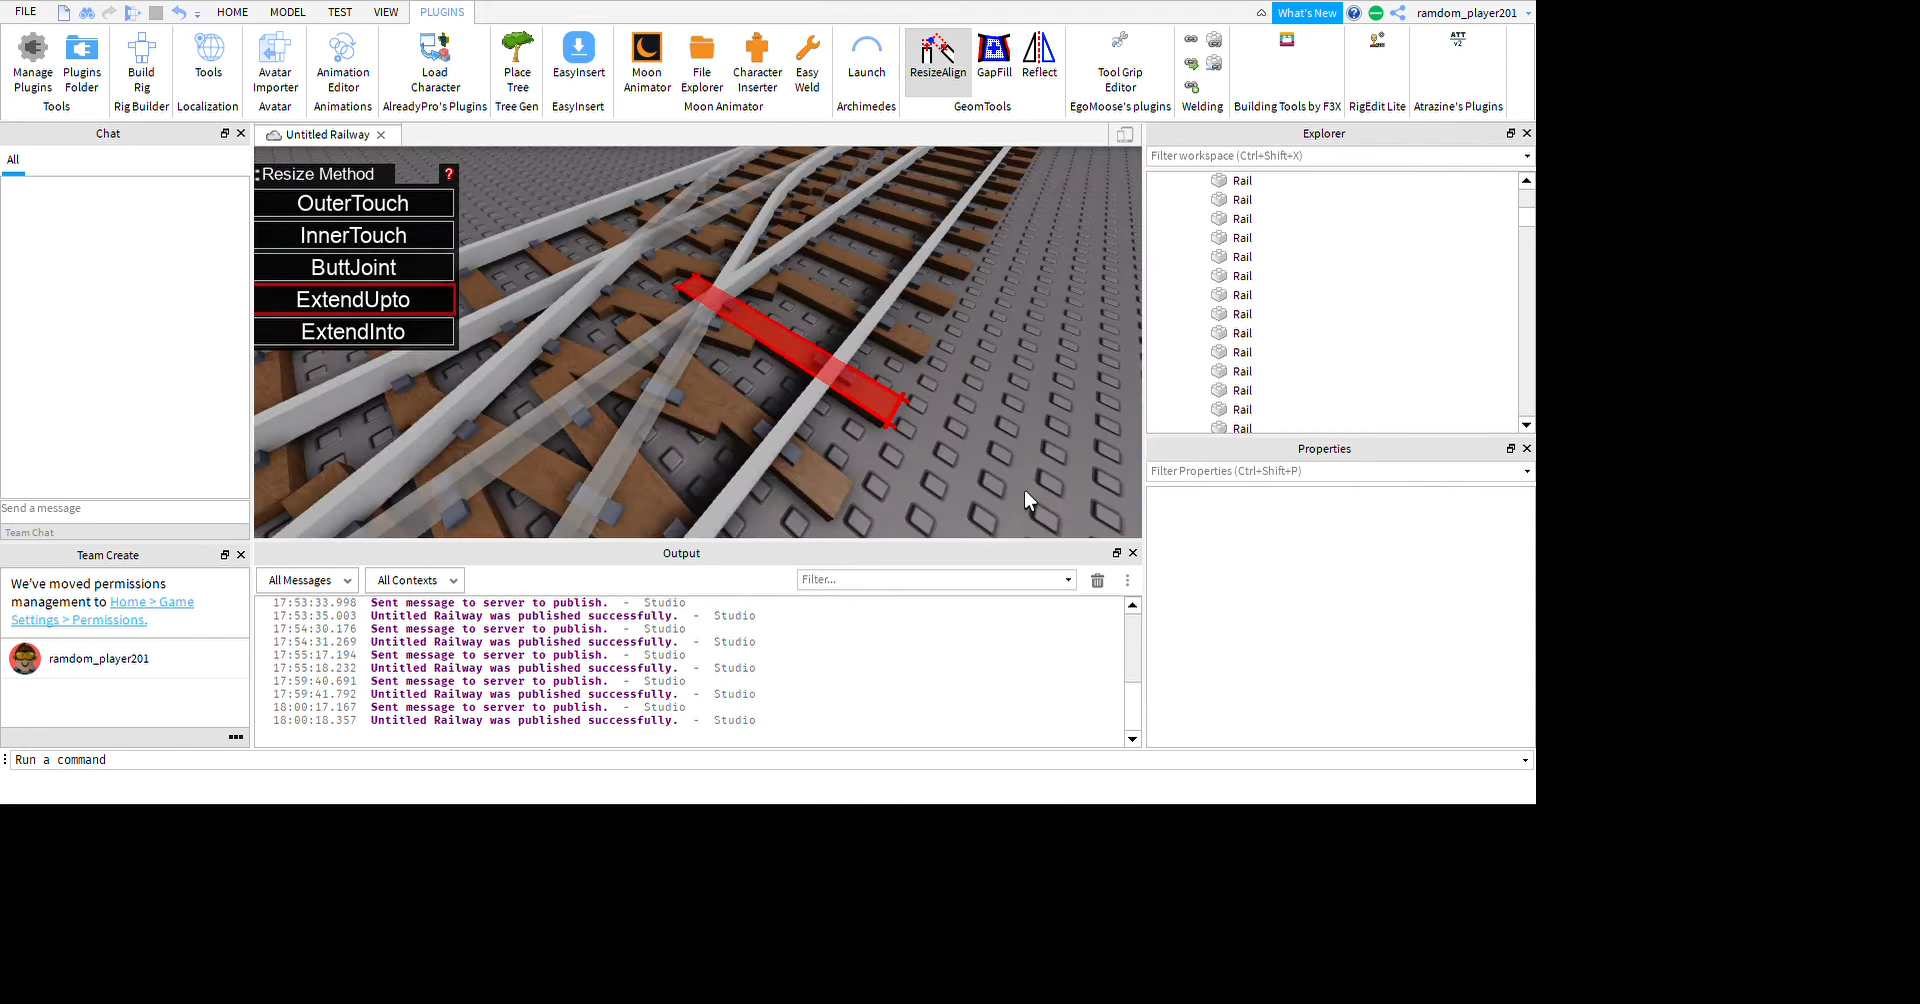 FILE
HOME
MODEL
TEST
VIEW
PLUGINS
What's New
?
ramdom_player201
Manage Plugins
Plugins Folder
Tools
Build Rig
Rig Builder
Tools
Localization
Avatar Importer
Avatar
Animation Editor
Animations
Load Character
AlreadyPro's Plugins
Place Tree
Tree Gen
EasyInsert
EasyInsert
Moon Animator
File Explorer
Character Inserter
Easy Weld
Moon Animator
Launch
Archimedes
ResizeAlign
GapFill
Reflect
GeomTools
Tool Grip Editor
EgoMoose's plugins
Welding
Building Tools by F3X
RigEdit Lite
ATT v2
Atrazine's Plugins
Chat
All
Send a message
Team Chat
Team Create
We've moved permissions
management to Home > Game
Settings > Permissions.
ramdom_player201
Untitled Railway
Resize Method
?
OuterTouch
InnerTouch
ButtJoint
ExtendUpto
ExtendInto
Output
All Messages
All Contexts
Filter...
17:53:33.998 Sent message to server to publish. - Studio
17:53:35.003 Untitled Railway was published successfully. - Studio
17:54:30.176 Sent message to server to publish. - Studio
17:54:31.269 Untitled Railway was published successfully. - Studio
17:55:17.194 Sent message to server to publish. - Studio
17:55:18.232 Untitled Railway was published successfully. - Studio
17:59:40.691 Sent message to server to publish. - Studio
17:59:41.792 Untitled Railway was published successfully. - Studio
18:00:17.167 Sent message to server to publish. - Studio
18:00:18.357 Untitled Railway was published successfully. - Studio
Explorer
Filter workspace (Ctrl+Shift+X)
Rail
Rail
Rail
Rail
Rail
Rail
Rail
Rail
Rail
Rail
Rail
Rail
Rail
Rail
Properties
Filter Properties (Ctrl+Shift+P)
Run a command